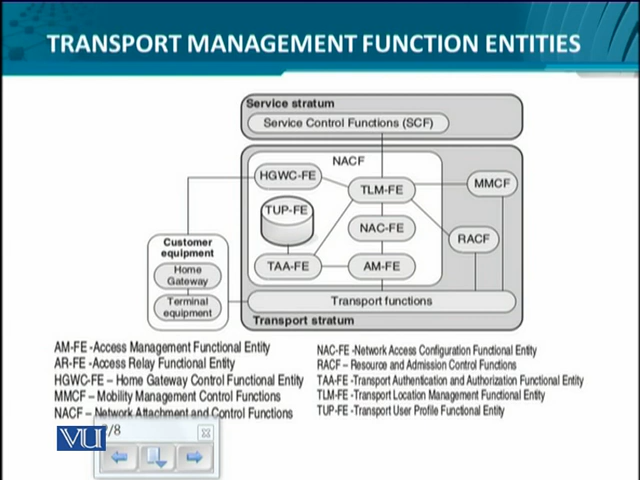 TRANSPORT MANAGEMENT FUNCTION ENTITIES
Service stratum
Service Control Functions (SCF)
NACF
HGWC-FE
TLM-FE
MMCF
TUP-FE
NAC-FE
RACF
Customer
equipment
Home
Gateway
TAA-FE
AM-FE
Terminal
equipment
Transport functions
Transport stratum
AM-FE -Access Management Functional Entity
AR-FE -Access Relay Functional Entity
HGWC-FE – Home Gateway Control Functional Entity
MMCF – Mobility Management Control Functions
NACF – Network Attachment and Control Functions
NAC-FE -Network Access Configuration Functional Entity
RACF – Resource and Admission Control Functions
TAA-FE -Transport Authentication and Authorization Functional Entity
TLM-FE -Transport Location Management Functional Entity
TUP-FE -Transport User Profile Functional Entity
VU
/8